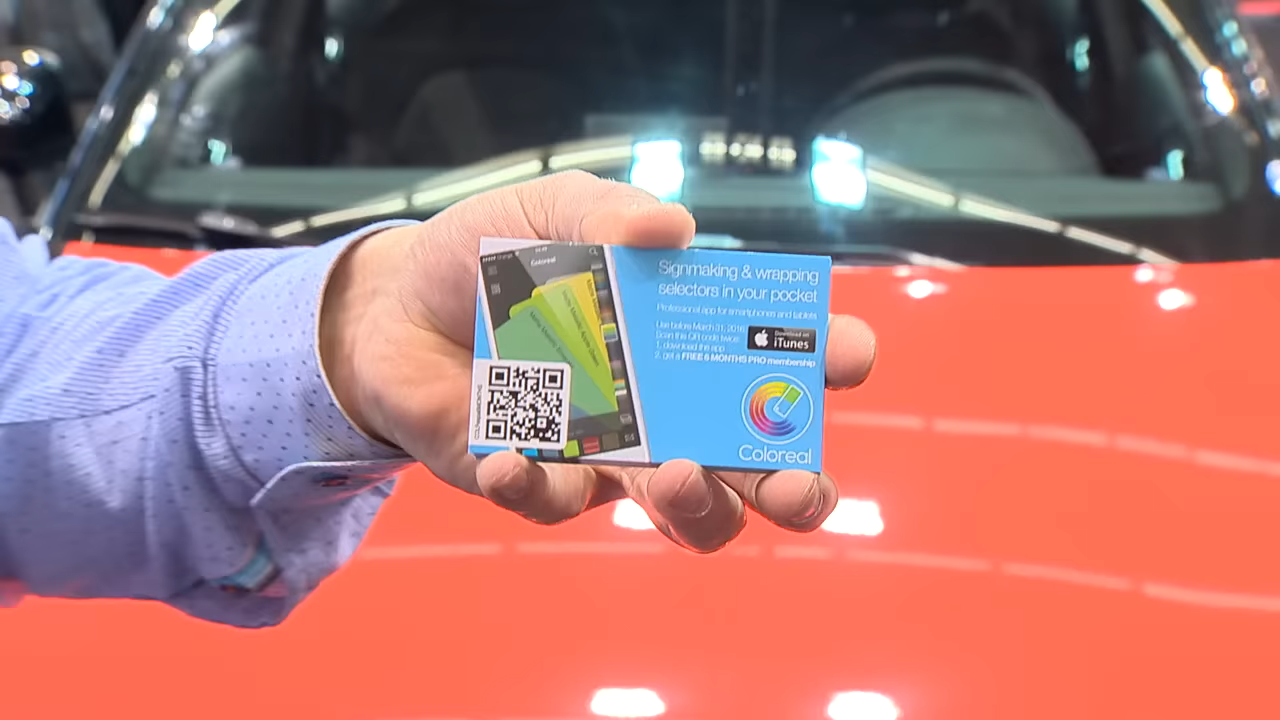 Coloreal
Signmaking & wrapping
selectors in your pocket
Professional app for smartphones and tablets
Use before March 31, 2016
Scan this QR code twice:
1. download the app
2. get a FREE 6 MONTHS PRO membership
Download on
iTunes
Coloreal